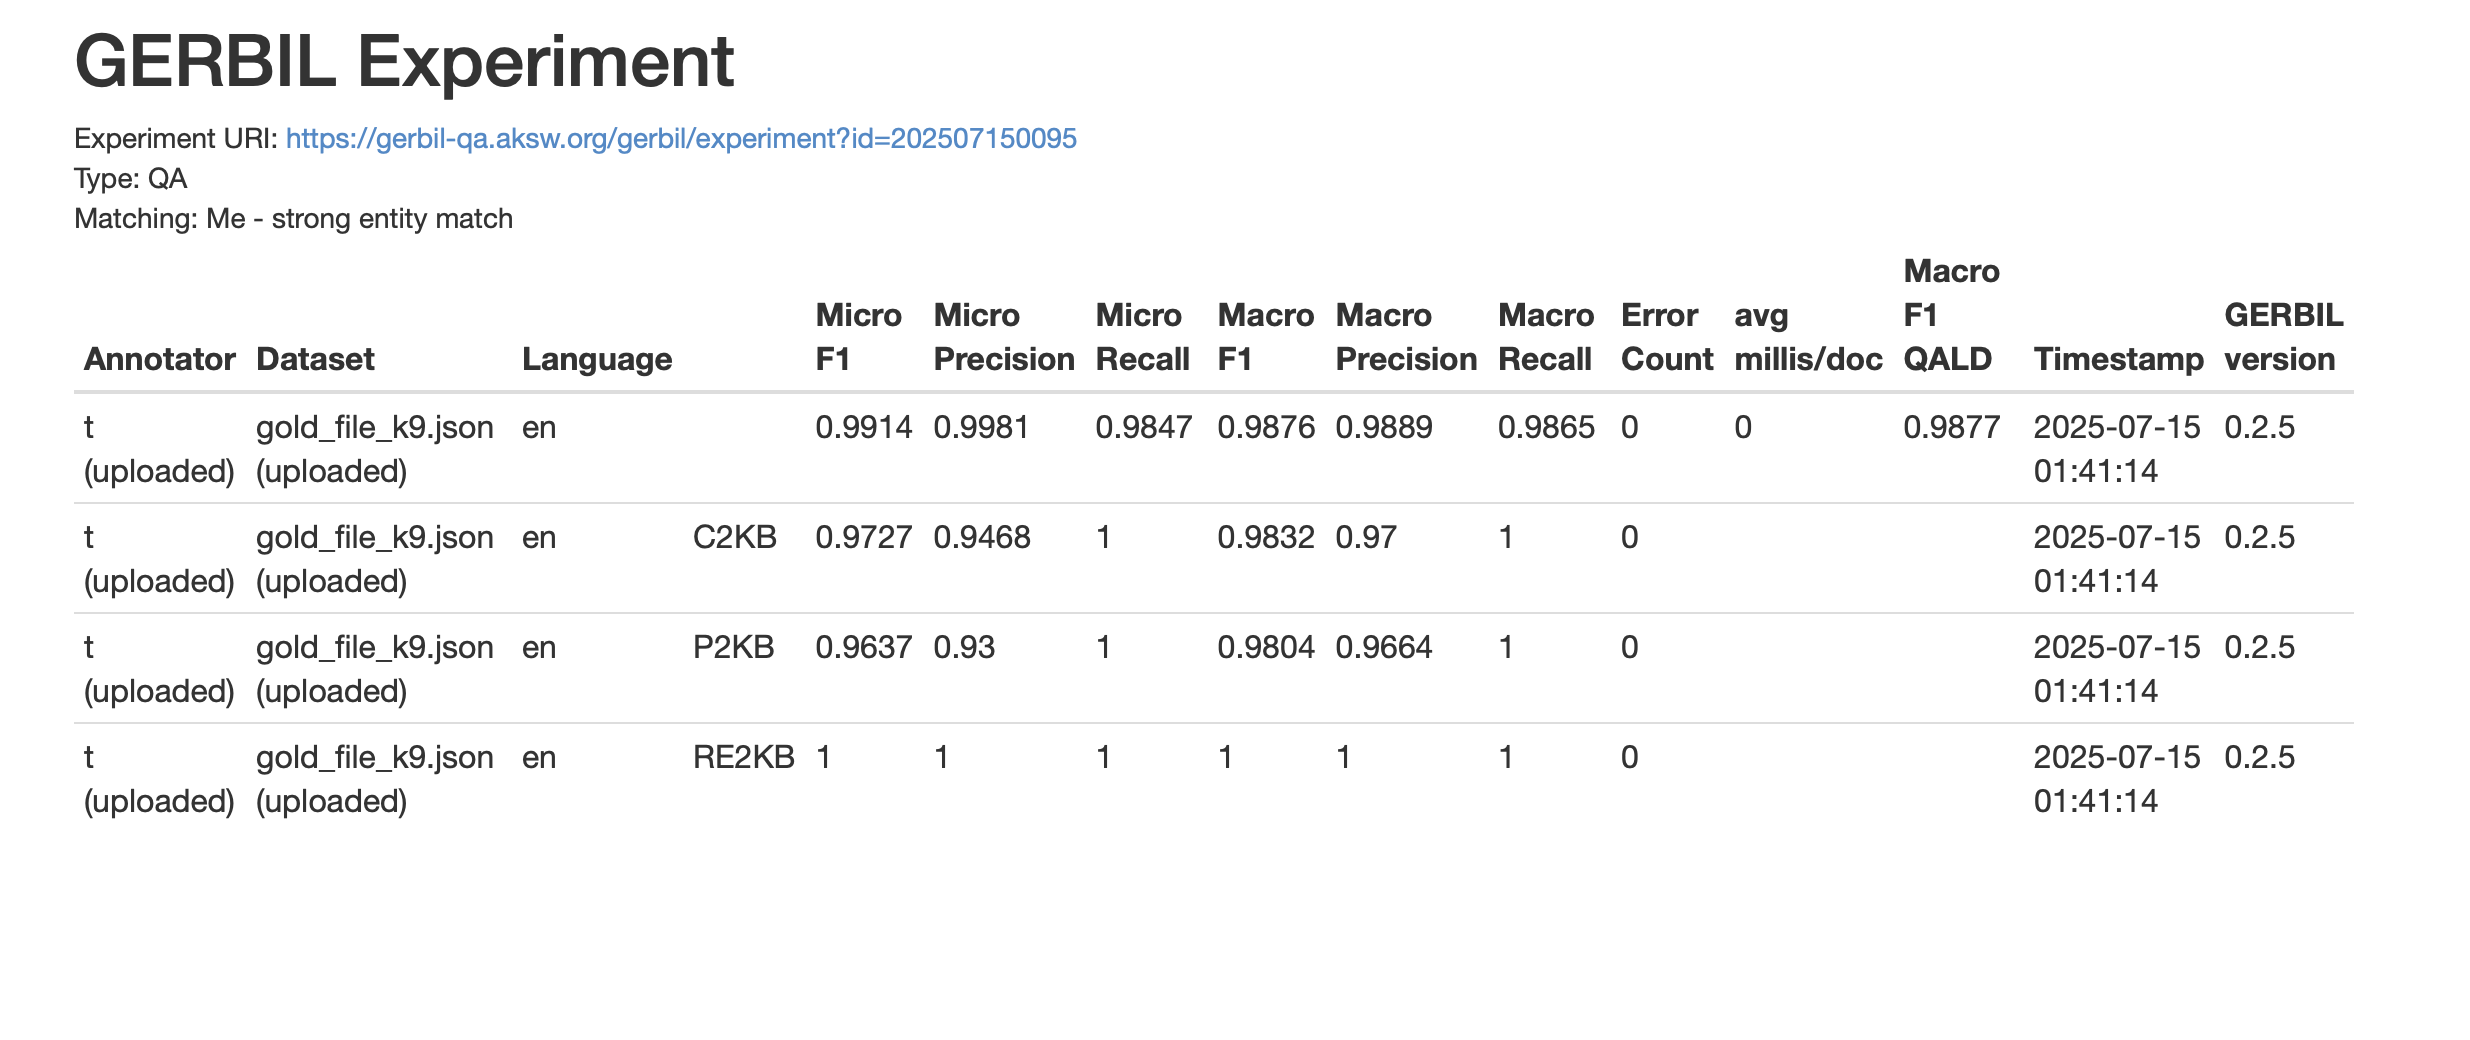 GERBIL Experiment
Experiment URI: https://gerbil-qa.aksw.org/gerbil/experiment?id=202507150095
Type: QA
Matching: Me - strong entity match
Annotator Dataset Language Micro F1 Micro Precision Micro Recall Macro F1 Macro Precision Macro Recall Error Count avg millis/doc Macro F1 QALD Timestamp GERBIL version
t (uploaded) gold_file_k9.json (uploaded) en 0.9914 0.9981 0.9847 0.9876 0.9889 0.9865 0 0 0.9877 2025-07-15 01:41:14 0.2.5
t (uploaded) gold_file_k9.json (uploaded) en C2KB 0.9727 0.9468 1 0.9832 0.97 1 0 2025-07-15 01:41:14 0.2.5
t (uploaded) gold_file_k9.json (uploaded) en P2KB 0.9637 0.93 1 0.9804 0.9664 1 0 2025-07-15 01:41:14 0.2.5
t (uploaded) gold_file_k9.json (uploaded) en RE2KB 1 1 1 1 1 1 0 2025-07-15 01:41:14 0.2.5